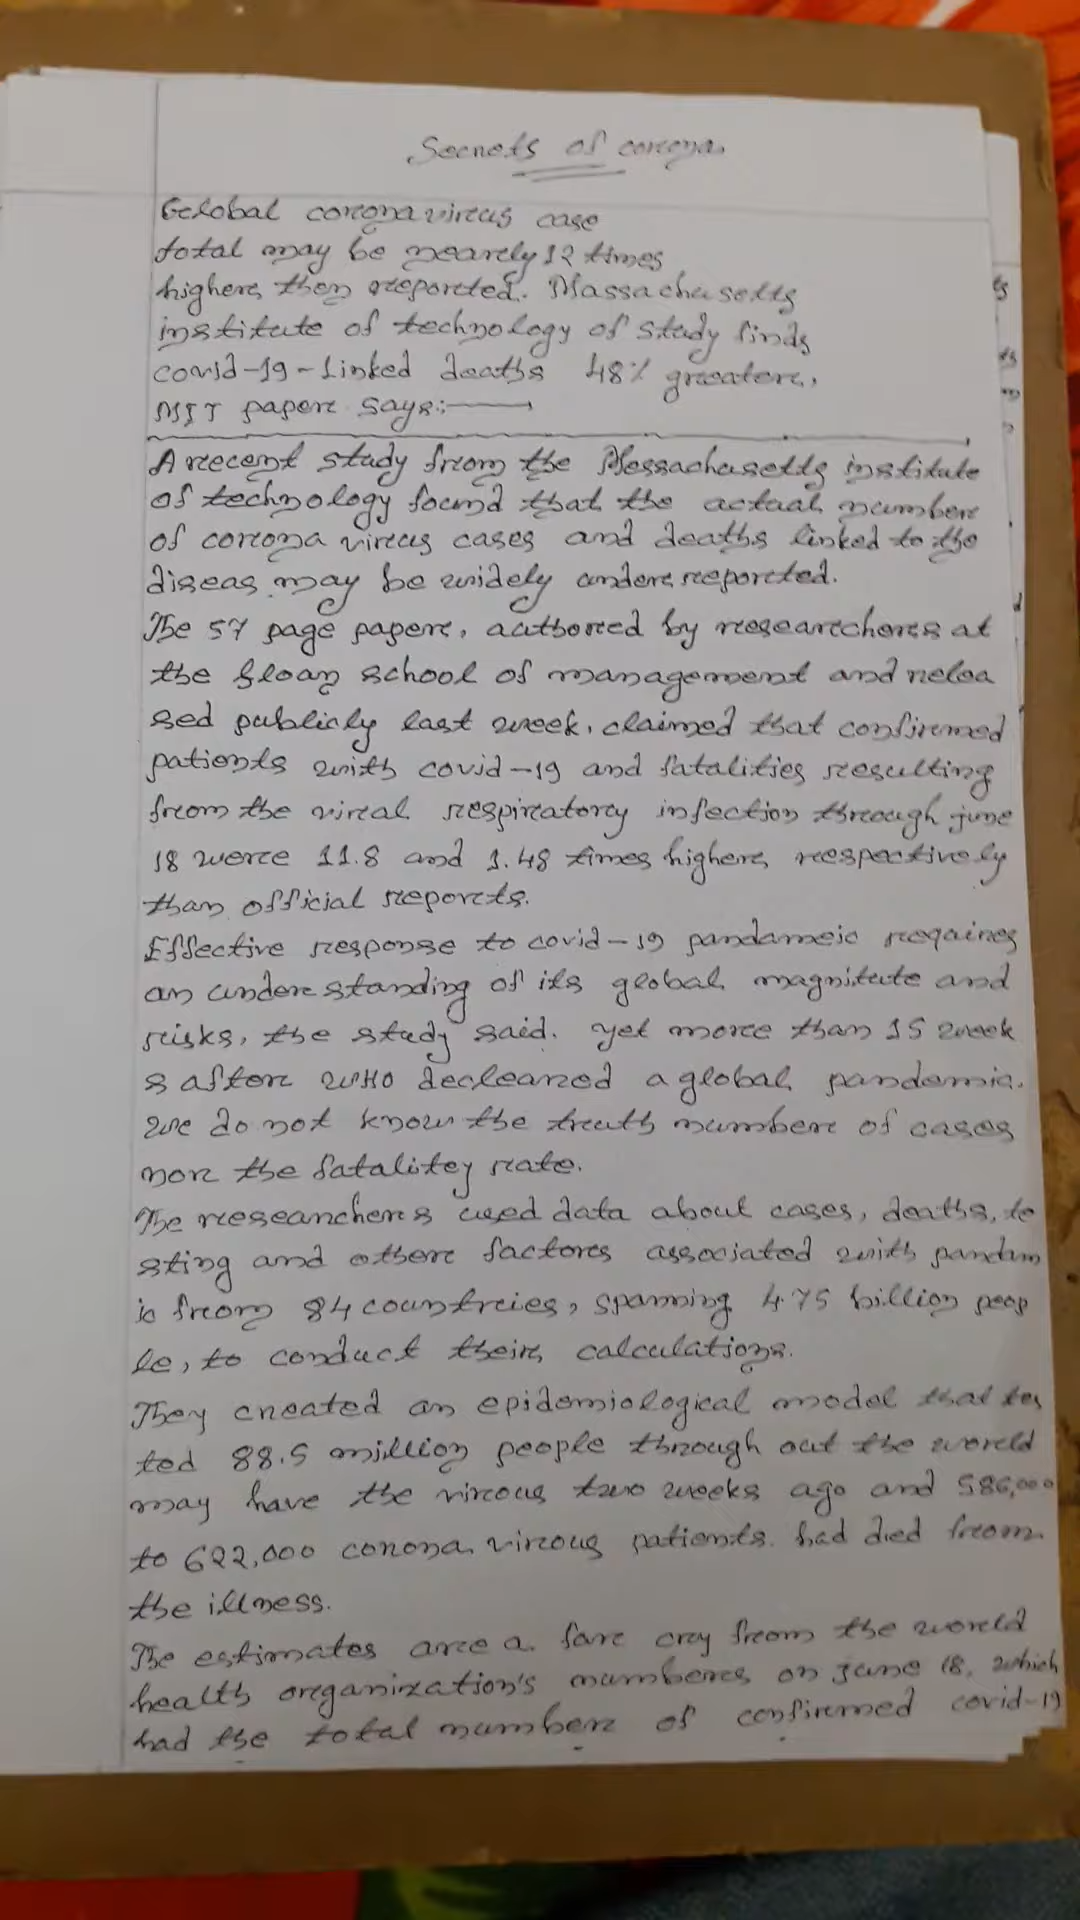 Secrets of corona
Gelobal corona virus case
total may be nearely 12 times
higher then reported. Massachusetts
institute of technology of study finds
covid-19-Linked deaths 48% greater,
MIT paper says:—
A recent study from the Messachusetts institute
of technology found that the actual number
of corona virus cases and deaths linked to the
diseas may be widely under reported.
The 57 page paper, authored by researchers at
the Sloan school of management and relea
sed publicly last week, claimed that confirmed
patients with covid-19 and fatalities resulting
from the viral respiratory infection through june
18 were 11.8 and 1.48 times higher, respectively
than official reports.
Effective response to covid-19 pandameic requires
an understanding of its global magnitute and
risks, the study said. yet more than 15 week
s after WHO decleared a global pandemic.
we do not know the truth number of cases
nor the fatalitey rate.
The researchers used data about cases, deaths, te
sting and other factors associated with pandem
ic from 84 countries, spanning 4.75 billion peop
le, to conduct their calculations.
They created an epidemiological model that
ted 88.5 million people through out the world
may have the virous two weeks ago and 586,000
to 622,000 corona virous patients had died from
the illness.
The estimates are a far cry from the world
health organization's numbers on june 18, which
had the total number of confirmed covid-19
ts